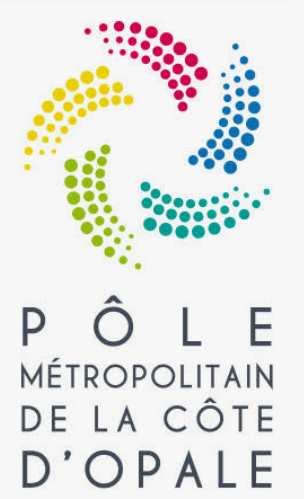 PÔLE
MÉTROPOLITAIN
DE LA CÔTE
D'OPALE